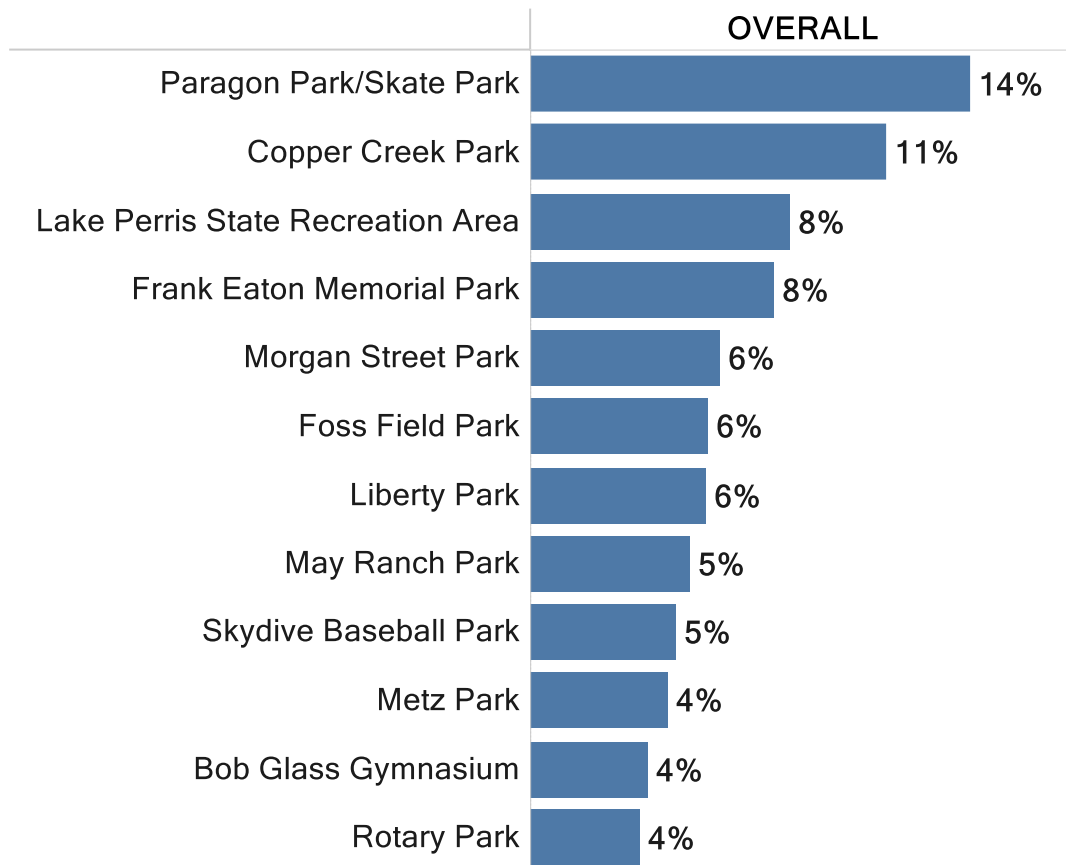 OVERALL
Paragon Park/Skate Park 14%
Copper Creek Park 11%
Lake Perris State Recreation Area 8%
Frank Eaton Memorial Park 8%
Morgan Street Park 6%
Foss Field Park 6%
Liberty Park 6%
May Ranch Park 5%
Skydive Baseball Park 5%
Metz Park 4%
Bob Glass Gymnasium 4%
Rotary Park 4%